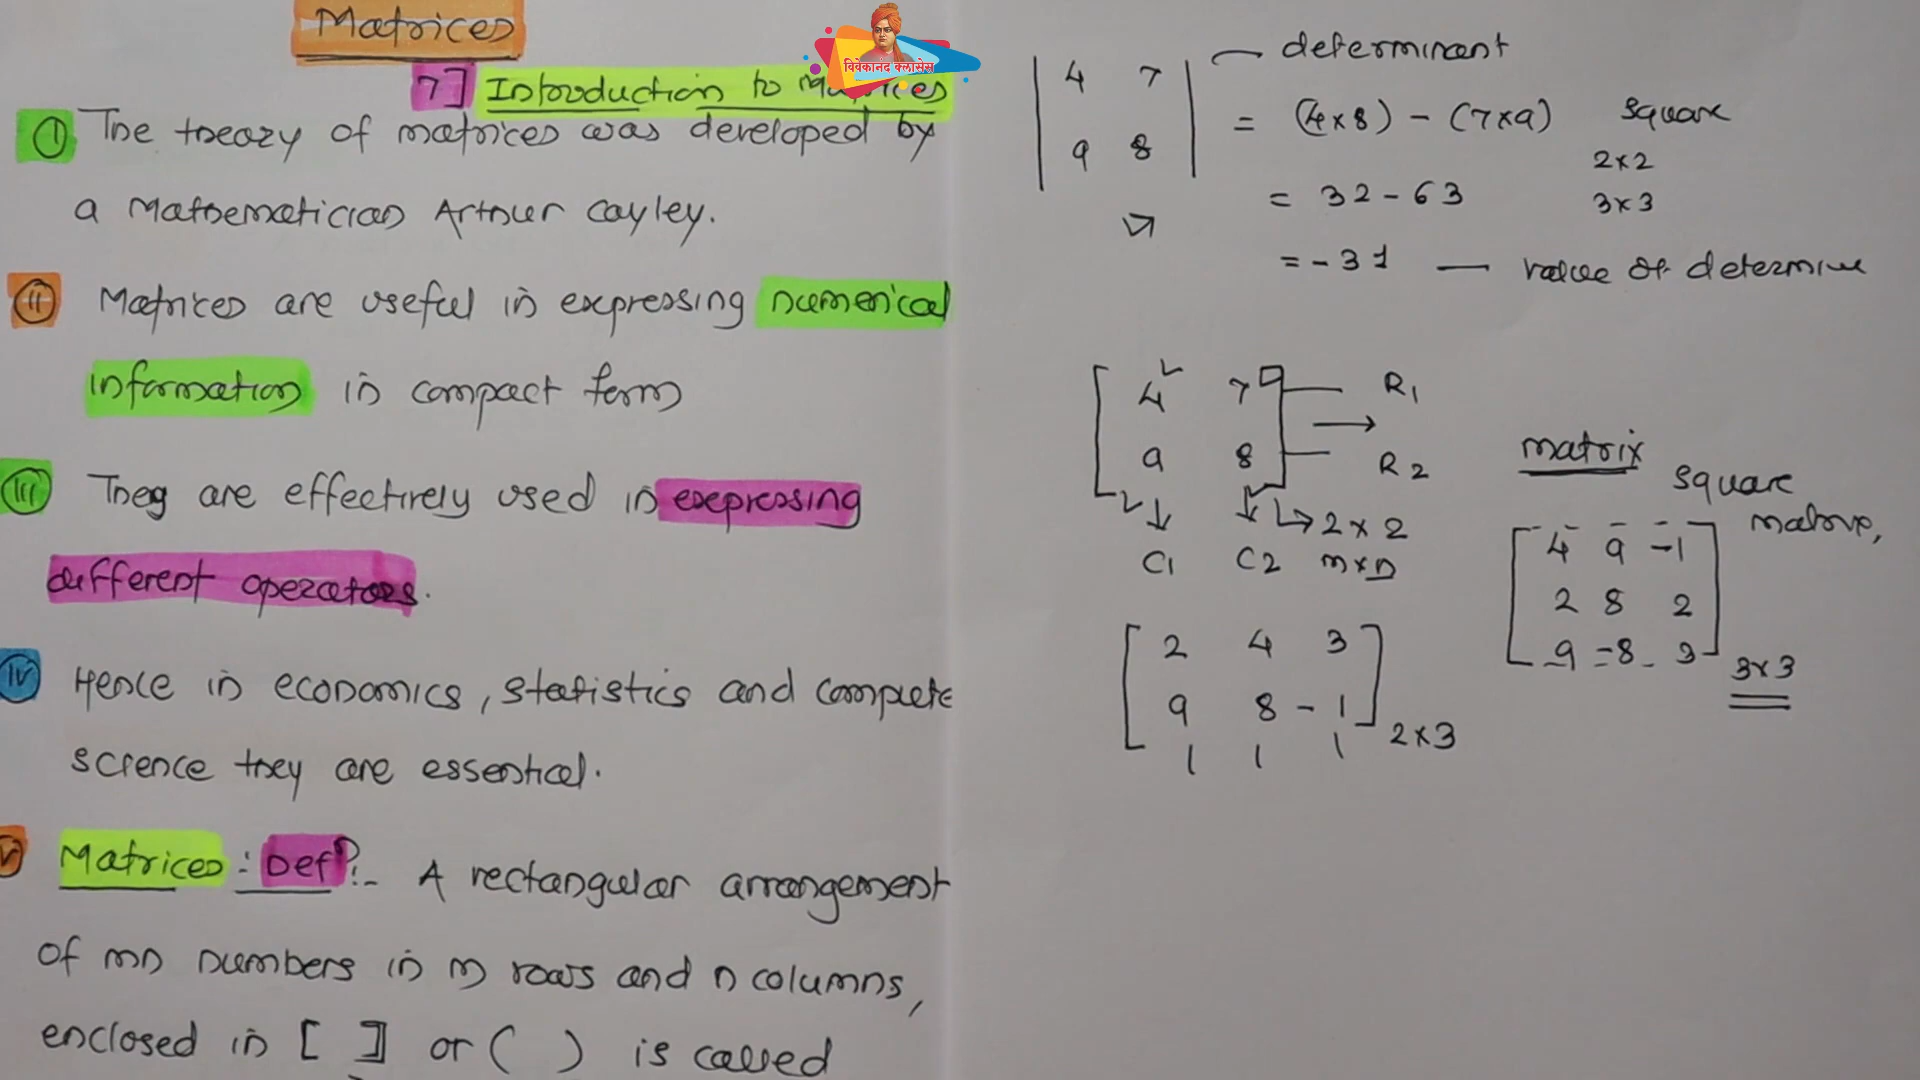 Matrices
विवेकानंद क्लासेस
7] Introduction to Matrices
(i) The theory of matrices was developed by
a Mathematician Arthur Cayley.
(ii) Matrices are useful in expressing numerical
information in compact form
(iii) They are effectively used in expressing
different operators.
(iv) Hence in economics, statistics and computer
science they are essential.
(v) Matrices : Defn:- A rectangular arrangement
of mn numbers in m rows and n columns,
enclosed in [ ] or ( ) is called
4 7 determinant
9 8 = (4×8) - (7×9) square
2×2
= 32 - 63 3×3
= -31 — value of determine
4 7 R1
9 8 R2
→ 2×2
C1 C2 m×n
matrix
square
4 9 -1
2 8 2
9 -8 3 3×3
2 4 3
9 8 -1 2×3